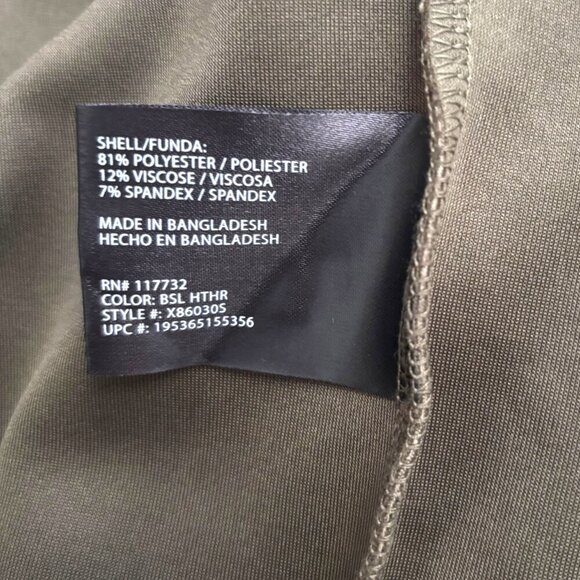 SHELL/FUNDA:
81% POLYESTER / POLIESTER
12% VISCOSE / VISCOSA
7% SPANDEX / SPANDEX
MADE IN BANGLADESH
HECHO EN BANGLADESH
RN# 117732
COLOR: BSL HTHR
STYLE #: X86030S
UPC #: 195365155356